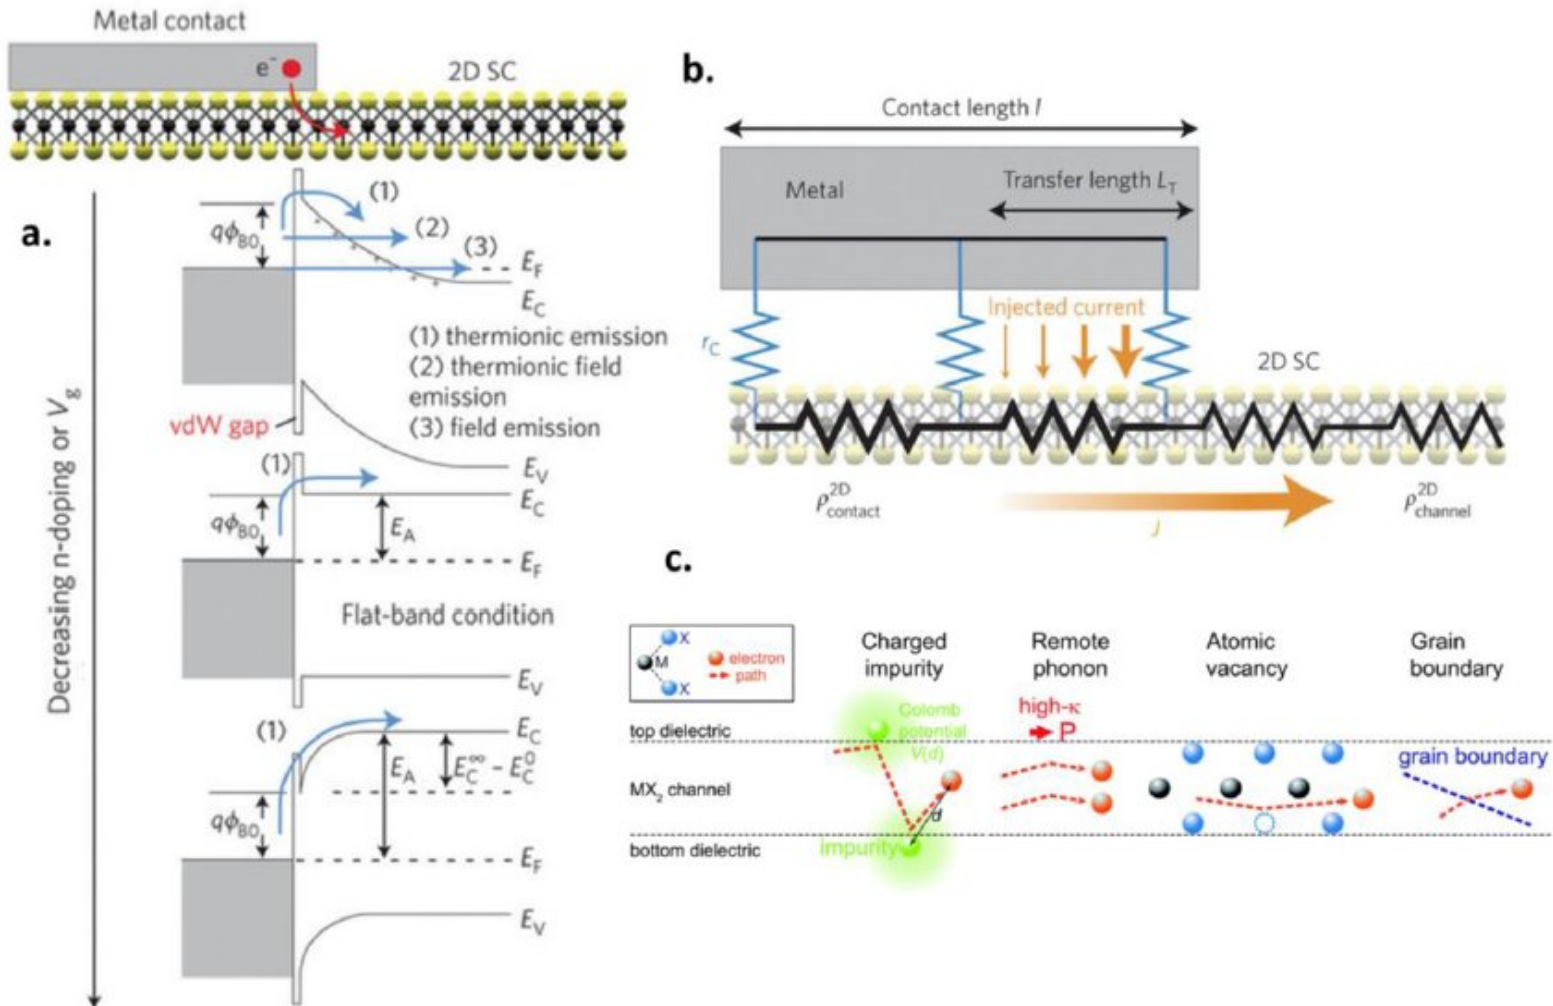 Metal contact
e⁻
2D SC
a.
Decreasing n-doping or V_g
(1)
(2)
(3)
qϕ_B0
E_F
E_C
(1) thermionic emission
(2) thermionic field
emission
(3) field emission
vdW gap
E_V
(1)
E_C
qϕ_B0
E_A
E_F
Flat-band condition
E_V
(1)
E_C
E_A
E_C^∞ – E_C^0
qϕ_B0
E_F
E_V
b.
Contact length l
Metal
Transfer length L_T
Injected current
r_C
2D SC
ρ_contact^2D
J
ρ_channel^2D
c.
X
M
X
electron
path
Charged
impurity
Remote
phonon
Atomic
vacancy
Grain
boundary
top dielectric
Colomb
potential
V(d)
high-κ
P
MX₂ channel
d
grain boundary
bottom dielectric
impurity